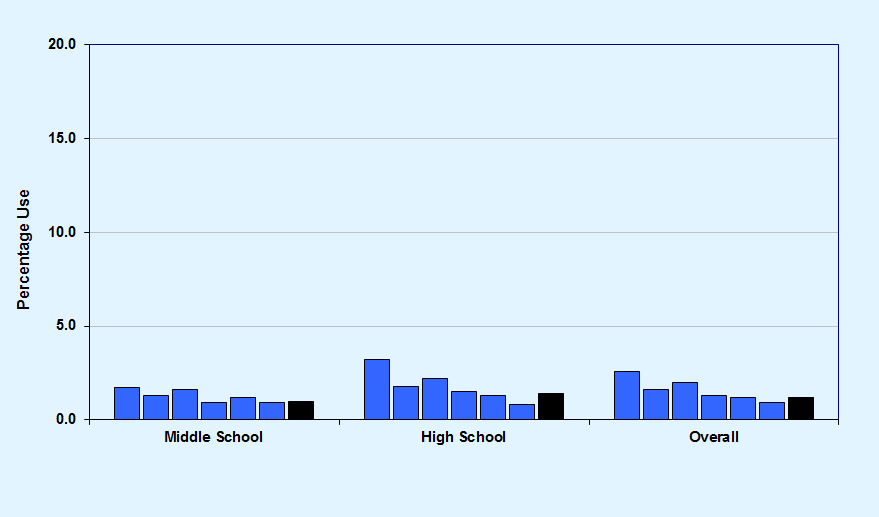 20.0
15.0
10.0
5.0
0.0
Percentage Use
Middle School
High School
Overall